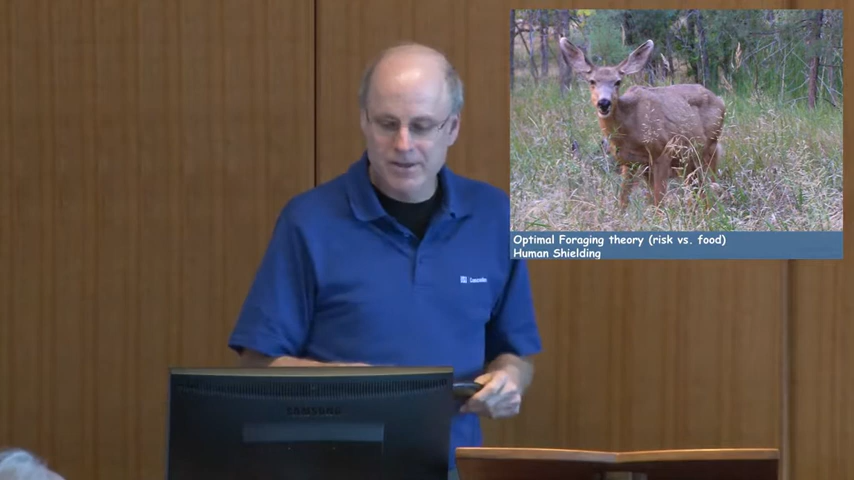 Optimal Foraging theory (risk vs. food)
Human Shielding
SAMSUNG